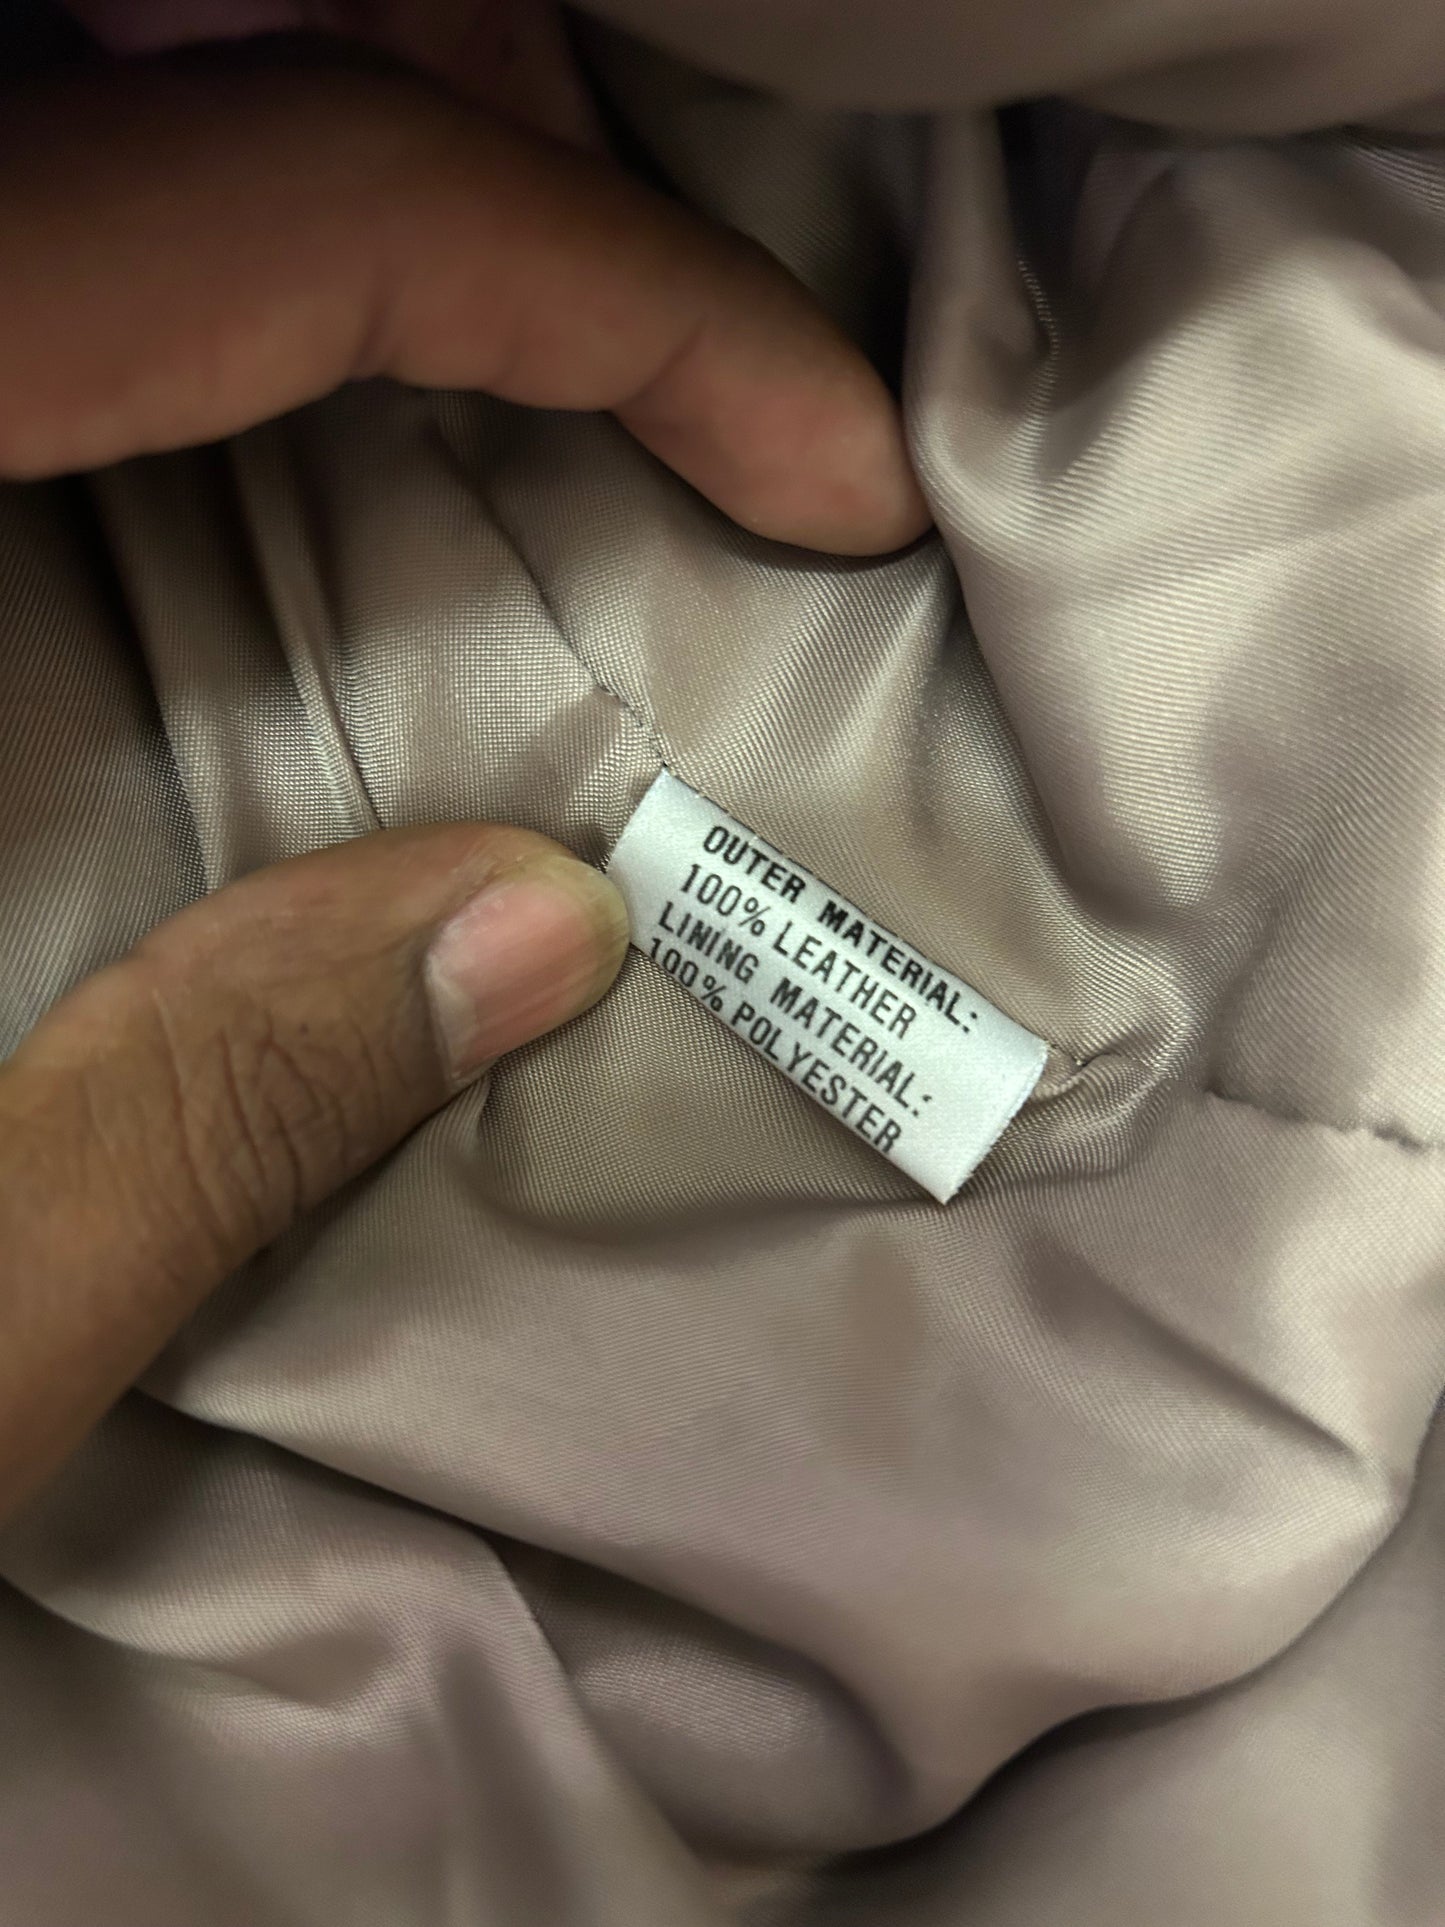 OUTER MATERIAL:
100% LEATHER
LINING MATERIAL:
100% POLYESTER